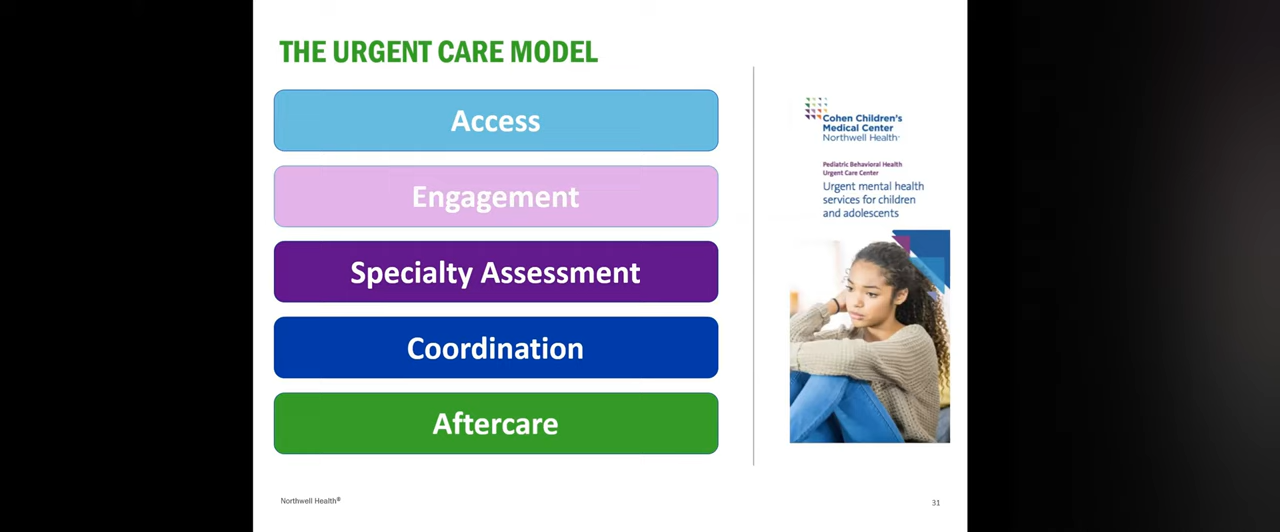 THE URGENT CARE MODEL
Access
Engagement
Specialty Assessment
Coordination
Aftercare
Cohen Children's
Medical Center
Northwell Health℠
Pediatric Behavioral Health
Urgent Care Center
Urgent mental health
services for children
and adolescents
Northwell Health®
31